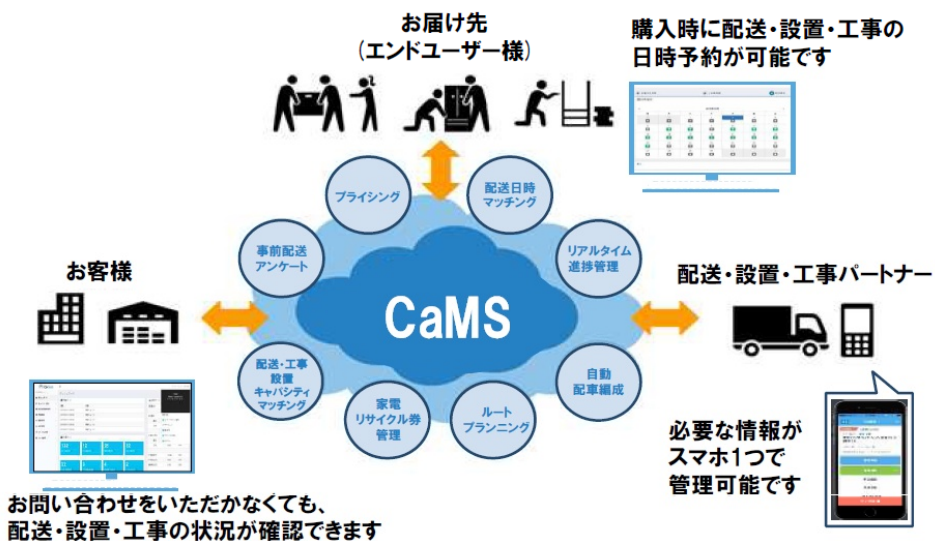 お届け先
(エンドユーザー様)
購入時に配送・設置・工事の
日時予約が可能です
プライシング
配送日時
マッチング
事前配送
アンケート
リアルタイム
進捗管理
お客様
配送・設置・工事パートナー
CaMS
配送・工事
設置
キャパシティ
マッチング
家電
リサイクル券
管理
ルート
プランニング
自動
配車編成
必要な情報が
スマホ1つで
管理可能です
お問い合わせをいただかなくても、
配送・設置・工事の状況が確認できます